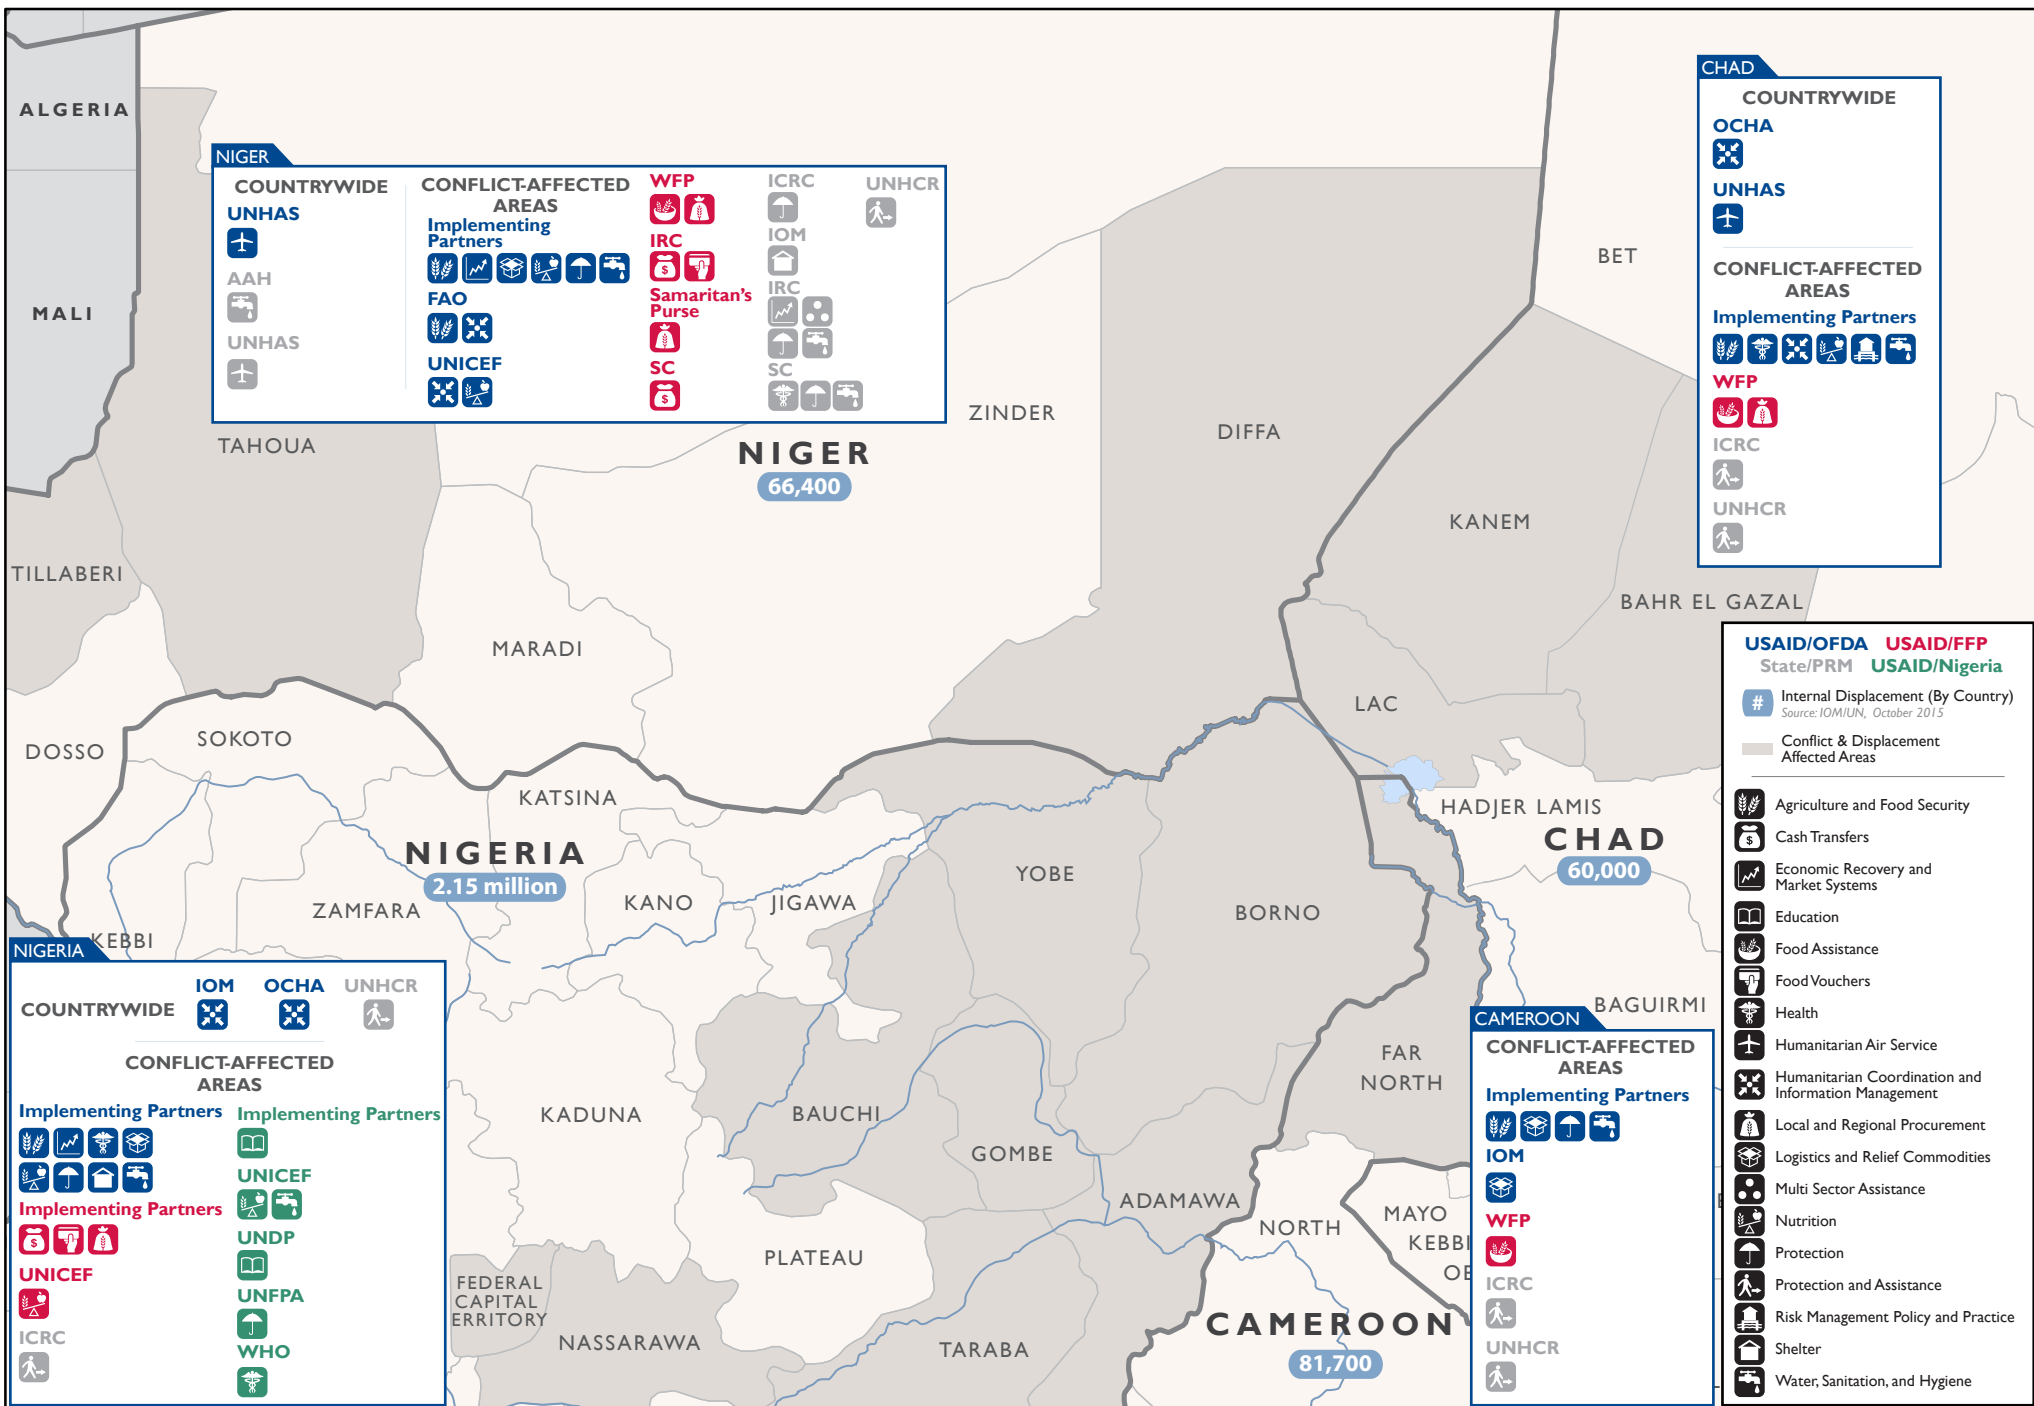 ALGERIA
MALI
NIGER
COUNTRYWIDE
UNHAS
AAH
UNHAS
CONFLICT-AFFECTED
AREAS
Implementing
Partners
FAO
UNICEF
WFP
IRC
Samaritan's
Purse
SC
ICRC
IOM
IRC
SC
UNHCR
CHAD
COUNTRYWIDE
OCHA
UNHAS
CONFLICT-AFFECTED
AREAS
Implementing Partners
WFP
ICRC
UNHCR
BET
TAHOUA
ZINDER
DIFFA
NIGER
66,400
KANEM
TILLABERI
BAHR EL GAZAL
MARADI
LAC
DOSSO
SOKOTO
KATSINA
HADJER LAMIS
CHAD
60,000
NIGERIA
2.15 million
YOBE
KANO
JIGAWA
ZAMFARA
BORNO
KEBBI
BAGUIRMI
FAR
NORTH
KADUNA
BAUCHI
GOMBE
ADAMAWA
NORTH
MAYO
KEBBI
OE
PLATEAU
FEDERAL
CAPITAL
ERRITORY
NASSARAWA
TARABA
CAMEROON
81,700
NIGERIA
COUNTRYWIDE
IOM
OCHA
UNHCR
CONFLICT-AFFECTED
AREAS
Implementing Partners
Implementing Partners
UNICEF
ICRC
Implementing Partners
UNICEF
UNDP
UNFPA
WHO
CAMEROON
CONFLICT-AFFECTED
AREAS
Implementing Partners
IOM
WFP
ICRC
UNHCR
USAID/OFDA USAID/FFP
State/PRM USAID/Nigeria
# Internal Displacement (By Country)
Source: IOM/UN, October 2015
Conflict & Displacement
Affected Areas
Agriculture and Food Security
Cash Transfers
Economic Recovery and
Market Systems
Education
Food Assistance
Food Vouchers
Health
Humanitarian Air Service
Humanitarian Coordination and
Information Management
Local and Regional Procurement
Logistics and Relief Commodities
Multi Sector Assistance
Nutrition
Protection
Protection and Assistance
Risk Management Policy and Practice
Shelter
Water, Sanitation, and Hygiene